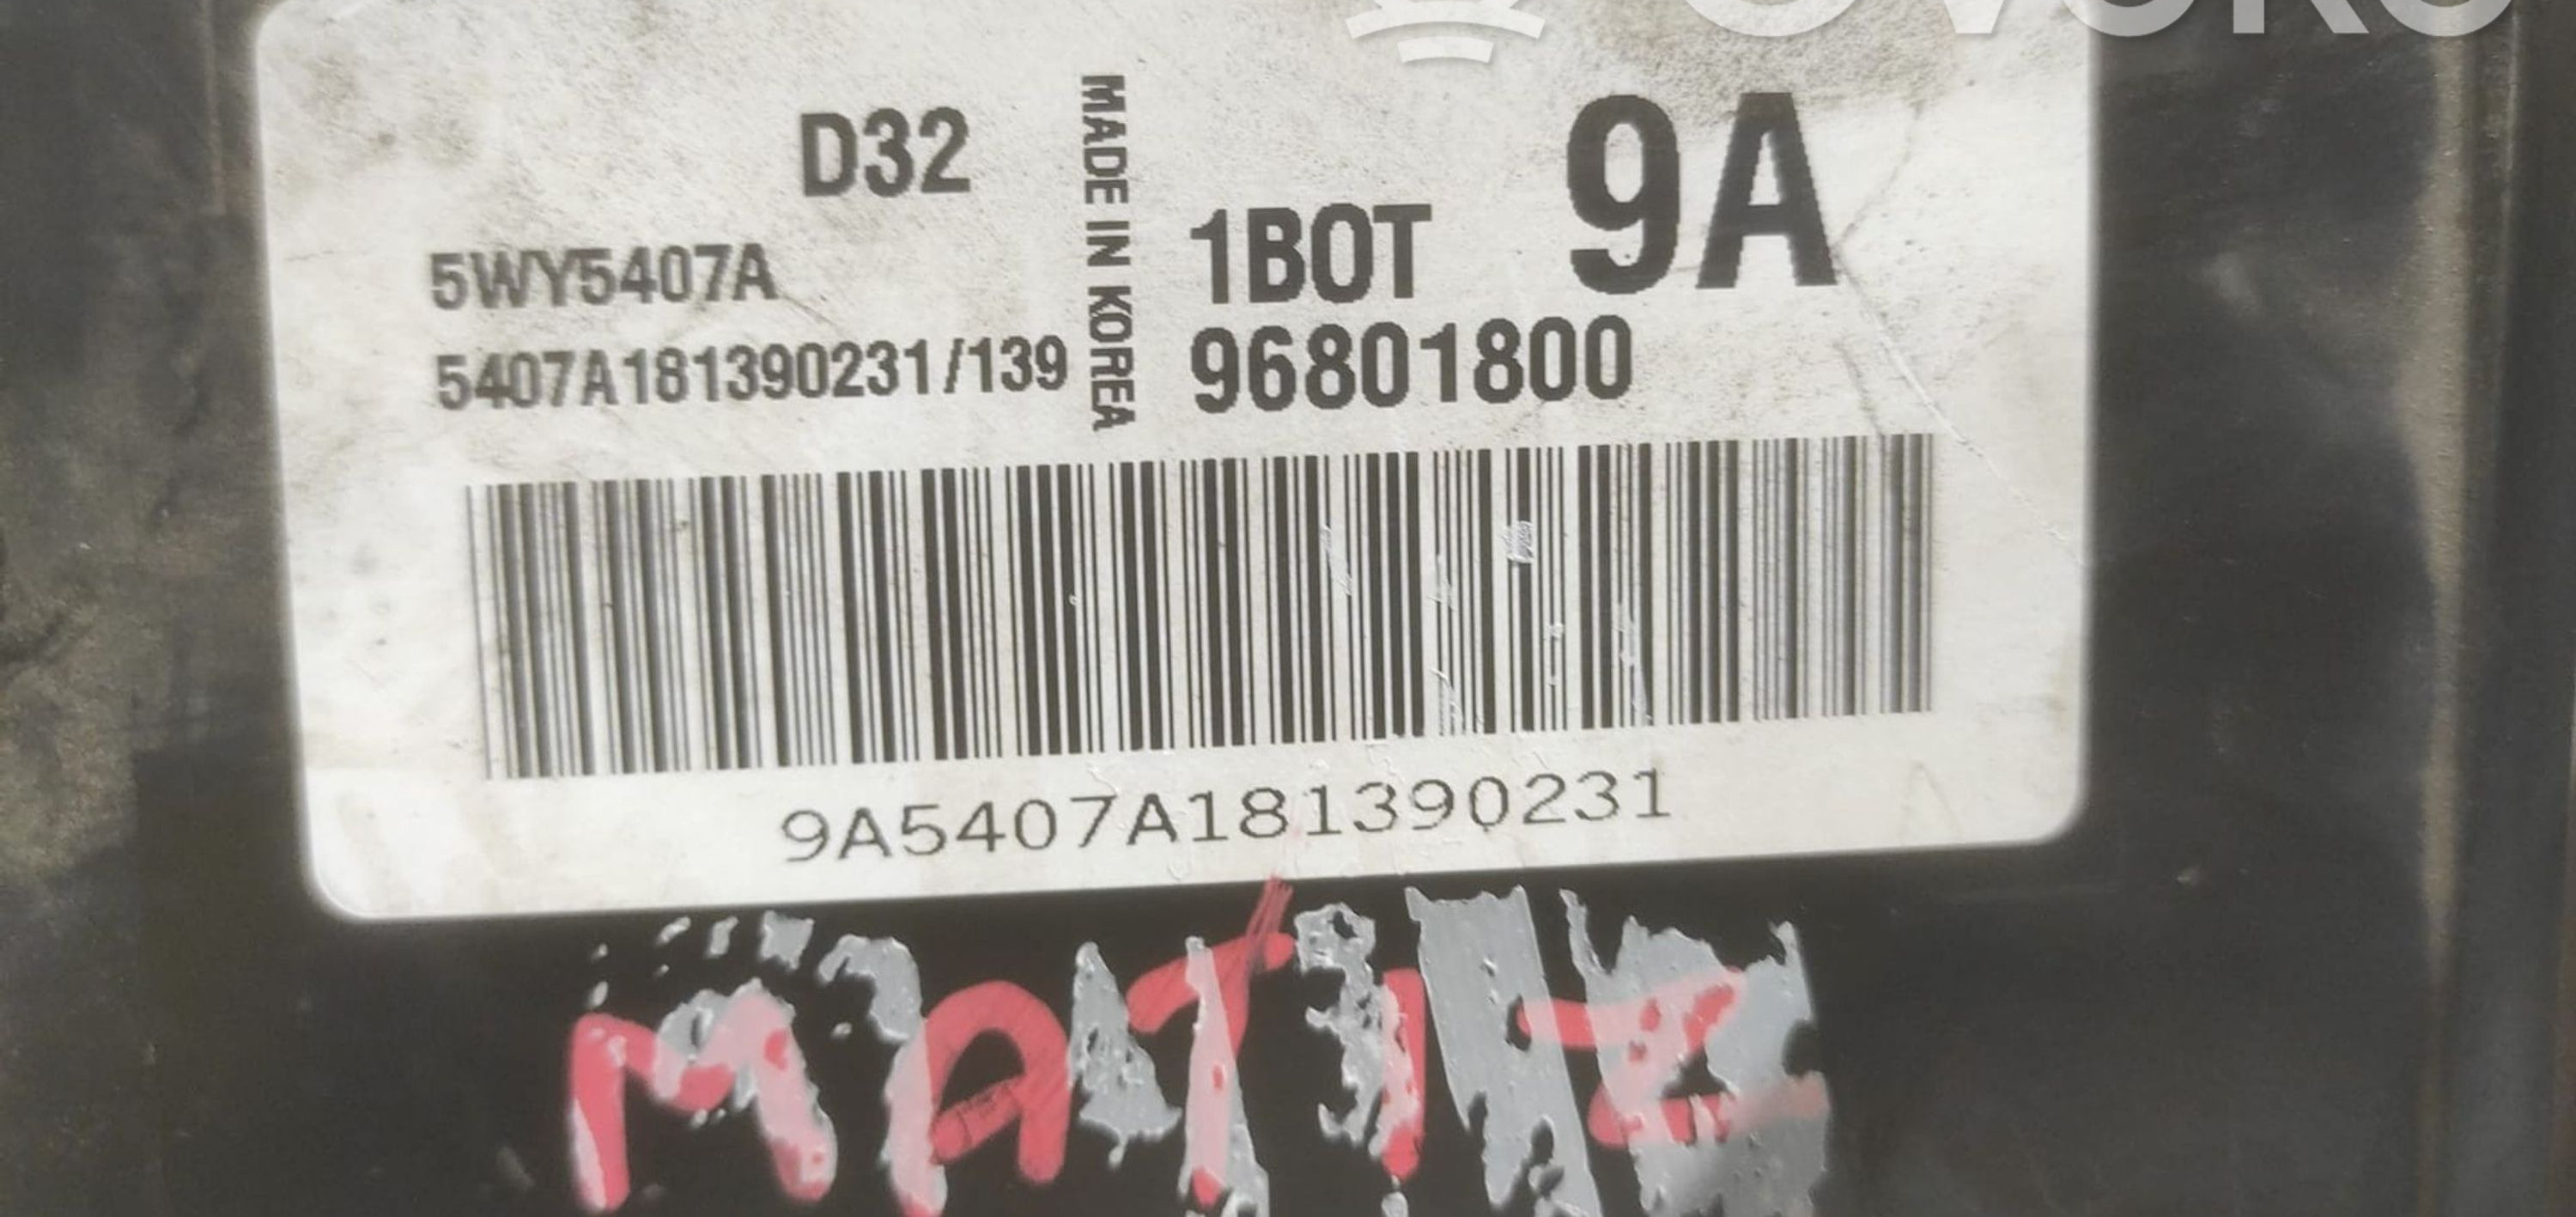 D32
5WY5407A
5407A181390231/139
MADE IN KOREA
9A
1BOT
96801800
9A5407A181390231
MATIZ